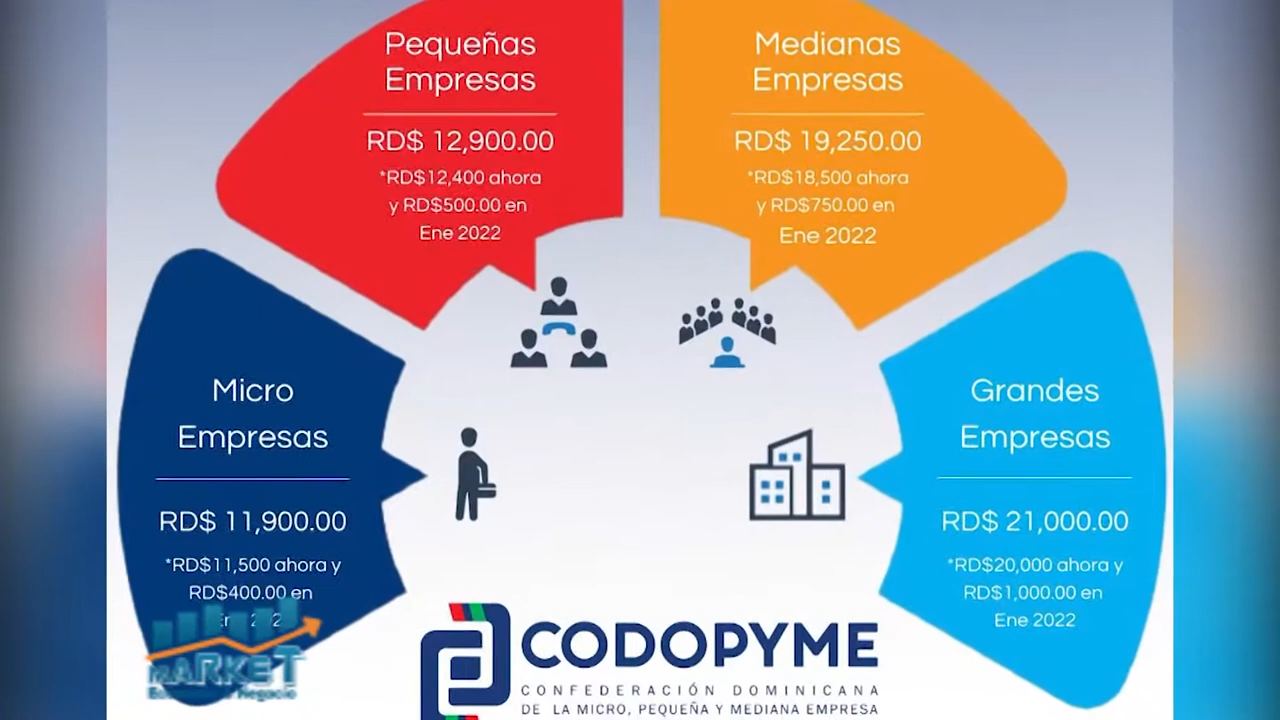 Pequeñas
Empresas
RD$ 12,900.00
*RD$12,400 ahora
y RD$500.00 en
Ene 2022
Medianas
Empresas
RD$ 19,250.00
*RD$18,500 ahora
y RD$750.00 en
Ene 2022
Micro
Empresas
RD$ 11,900.00
*RD$11,500 ahora y
RD$400.00 en
Ene 2022
Grandes
Empresas
RD$ 21,000.00
*RD$20,000 ahora y
RD$1,000.00 en
Ene 2022
MARKET
Negocio
CODOPYME
CONFEDERACIÓN DOMINICANA
DE LA MICRO, PEQUEÑA Y MEDIANA EMPRESA